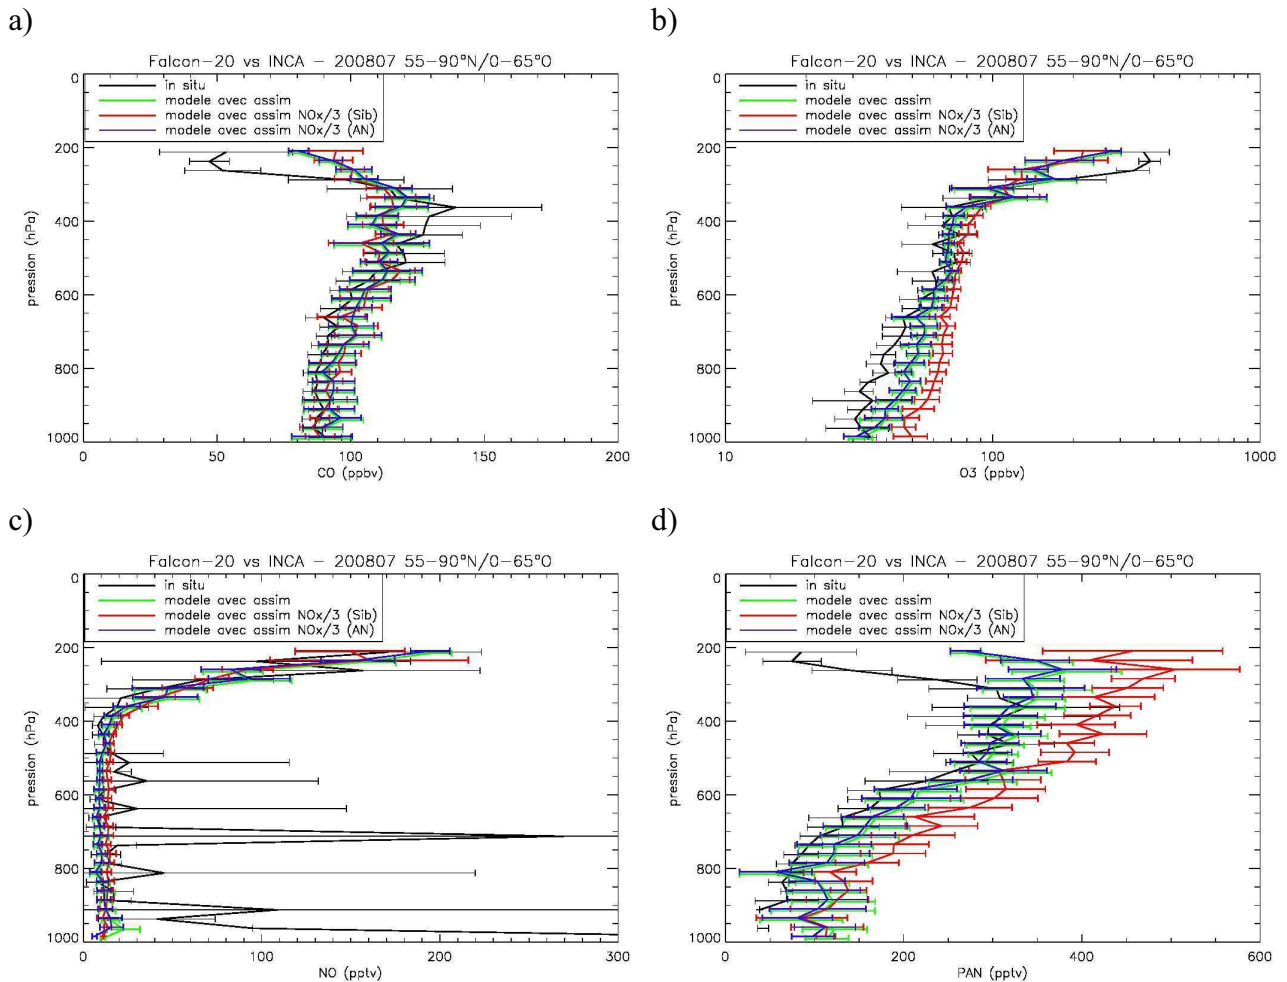 a)
Falcon-20 vs INCA - 200807 55-90°N/0-65°O
in situ
modele avec assim
modele avec assim NOx/3 (Sib)
modele avec assim NOx/3 (AN)
0
200
400
600
800
1000
pression (hPa)
0 50 100 150 200
CO (ppbv)
b)
Falcon-20 vs INCA - 200807 55-90°N/0-65°O
in situ
modele avec assim
modele avec assim NOx/3 (Sib)
modele avec assim NOx/3 (AN)
0
200
400
600
800
1000
pression (hPa)
10 100 1000
O3 (ppbv)
c)
Falcon-20 vs INCA - 200807 55-90°N/0-65°O
in situ
modele avec assim
modele avec assim NOx/3 (Sib)
modele avec assim NOx/3 (AN)
0
200
400
600
800
1000
pression (hPa)
0 100 200 300
NO (pptv)
d)
Falcon-20 vs INCA - 200807 55-90°N/0-65°O
in situ
modele avec assim
modele avec assim NOx/3 (Sib)
modele avec assim NOx/3 (AN)
0
200
400
600
800
1000
pression (hPa)
0 200 400 600
PAN (pptv)